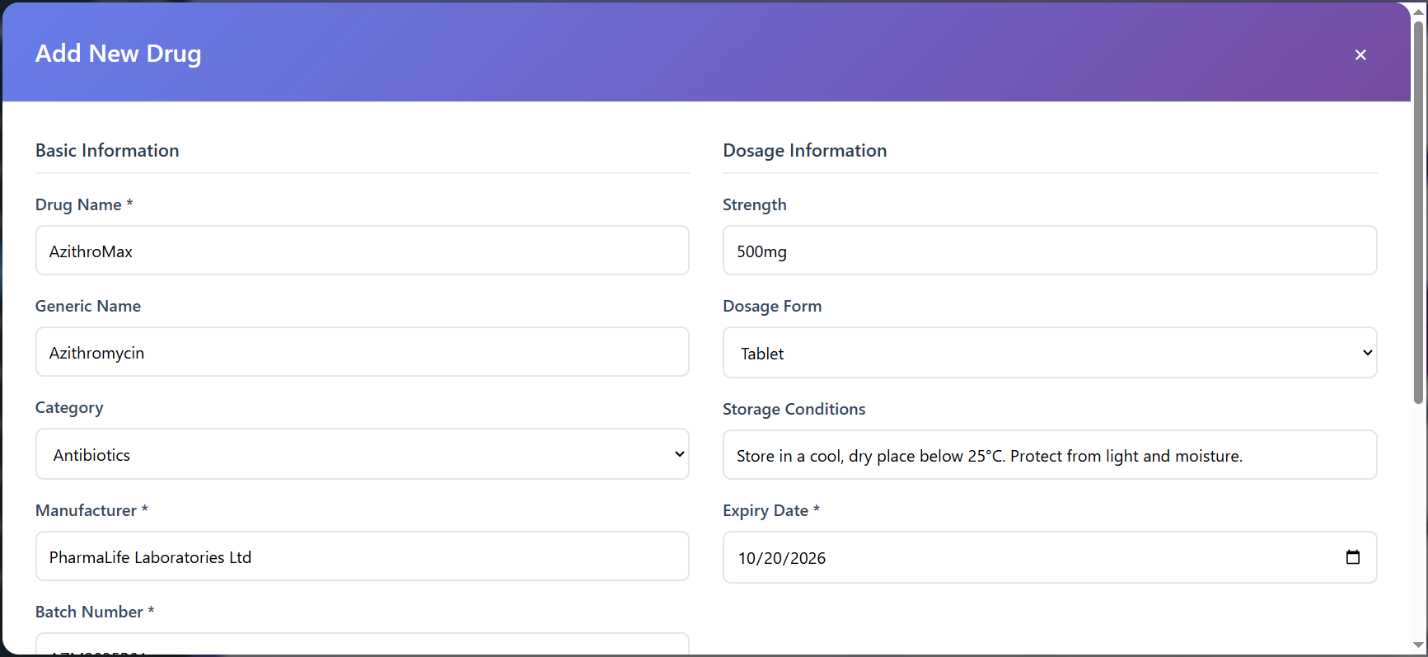 Add New Drug
×
Basic Information
Drug Name *
AzithroMax
Generic Name
Azithromycin
Category
Antibiotics
Manufacturer *
PharmaLife Laboratories Ltd
Batch Number *
Dosage Information
Strength
500mg
Dosage Form
Tablet
Storage Conditions
Store in a cool, dry place below 25°C. Protect from light and moisture.
Expiry Date *
10/20/2026